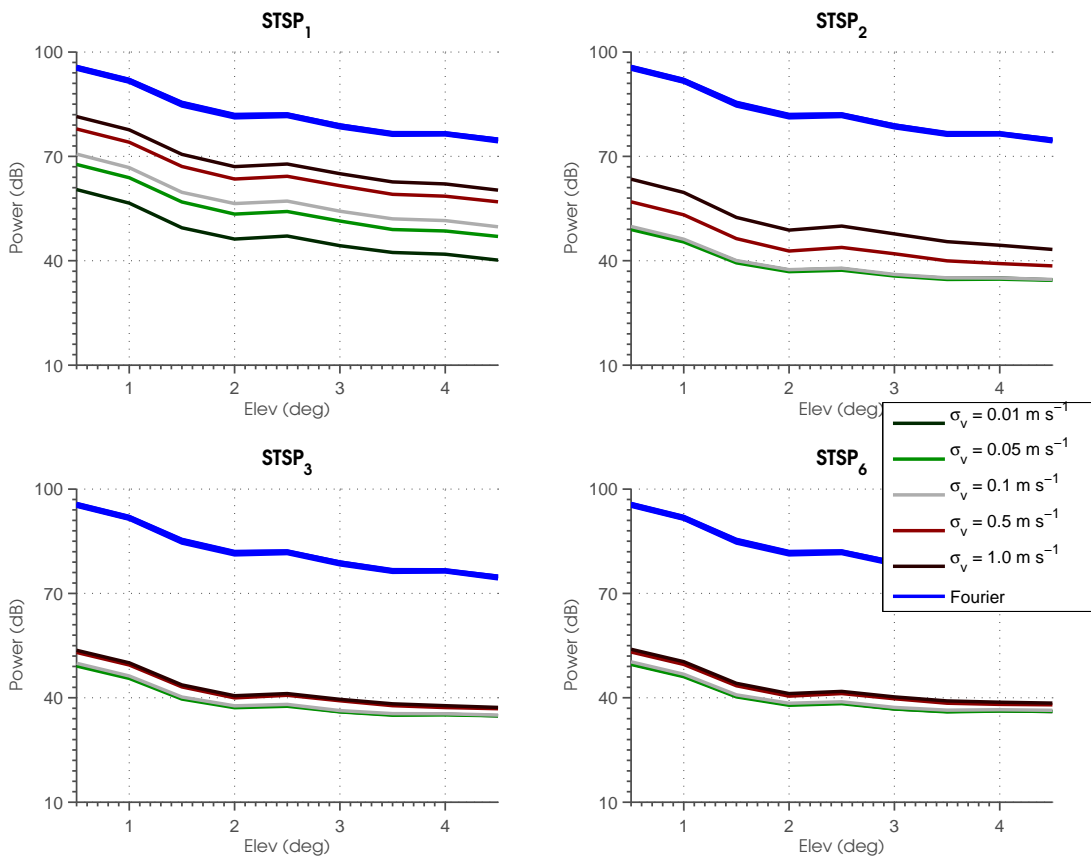 STSP1
100
70
40
10
Power (dB)
1 2 3 4
Elev (deg)
STSP2
100
70
40
10
Power (dB)
1 2 3 4
Elev (deg)
σv = 0.01 m s−1
σv = 0.05 m s−1
σv = 0.1 m s−1
σv = 0.5 m s−1
σv = 1.0 m s−1
Fourier
STSP3
100
70
40
10
Power (dB)
1 2 3 4
Elev (deg)
STSP6
100
70
40
10
Power (dB)
1 2 3 4
Elev (deg)